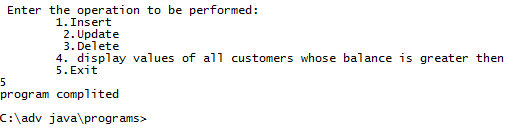 Enter the operation to be performed:
1.Insert
2.Update
3.Delete
4. display values of all customers whose balance is greater then
5.Exit
5
program complited
C:\adv java\programs>